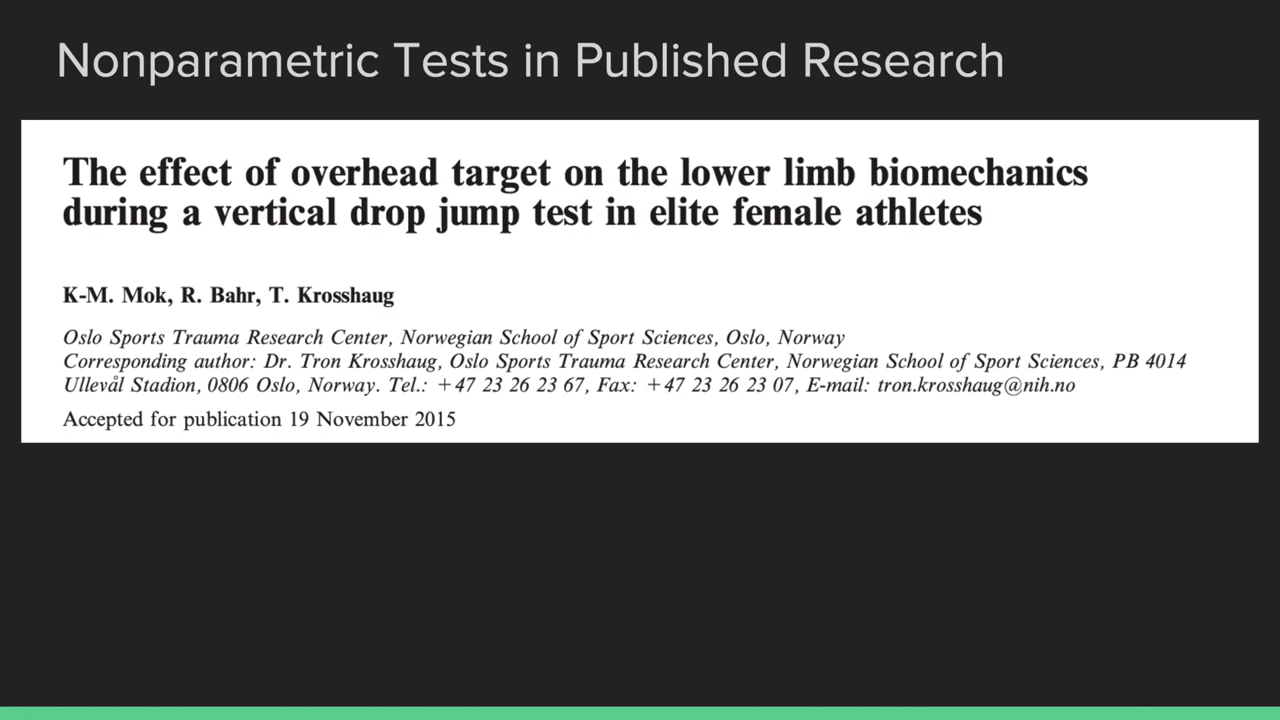 Nonparametric Tests in Published Research
The effect of overhead target on the lower limb biomechanics
during a vertical drop jump test in elite female athletes
K-M. Mok, R. Bahr, T. Krosshaug
Oslo Sports Trauma Research Center, Norwegian School of Sport Sciences, Oslo, Norway
Corresponding author: Dr. Tron Krosshaug, Oslo Sports Trauma Research Center, Norwegian School of Sport Sciences, PB 4014
Ullevål Stadion, 0806 Oslo, Norway. Tel.: +47 23 26 23 67, Fax: +47 23 26 23 07, E-mail: tron.krosshaug@nih.no
Accepted for publication 19 November 2015